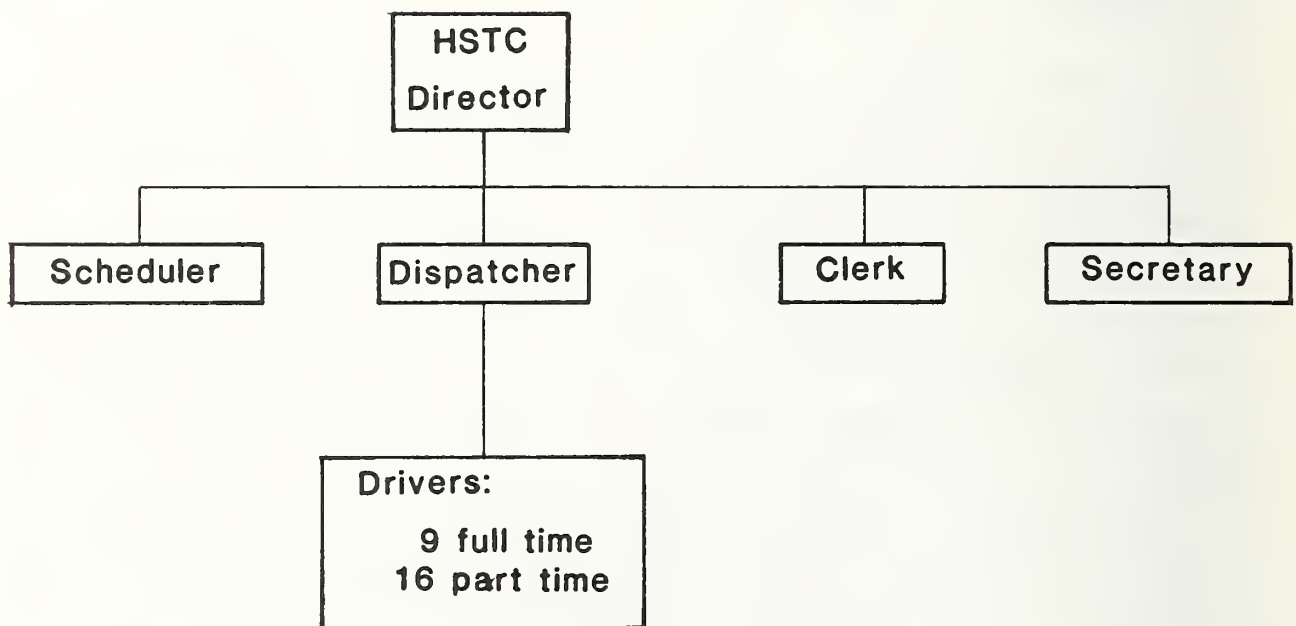 HSTC
Director
Scheduler
Dispatcher
Clerk
Secretary
Drivers:
9 full time
16 part time